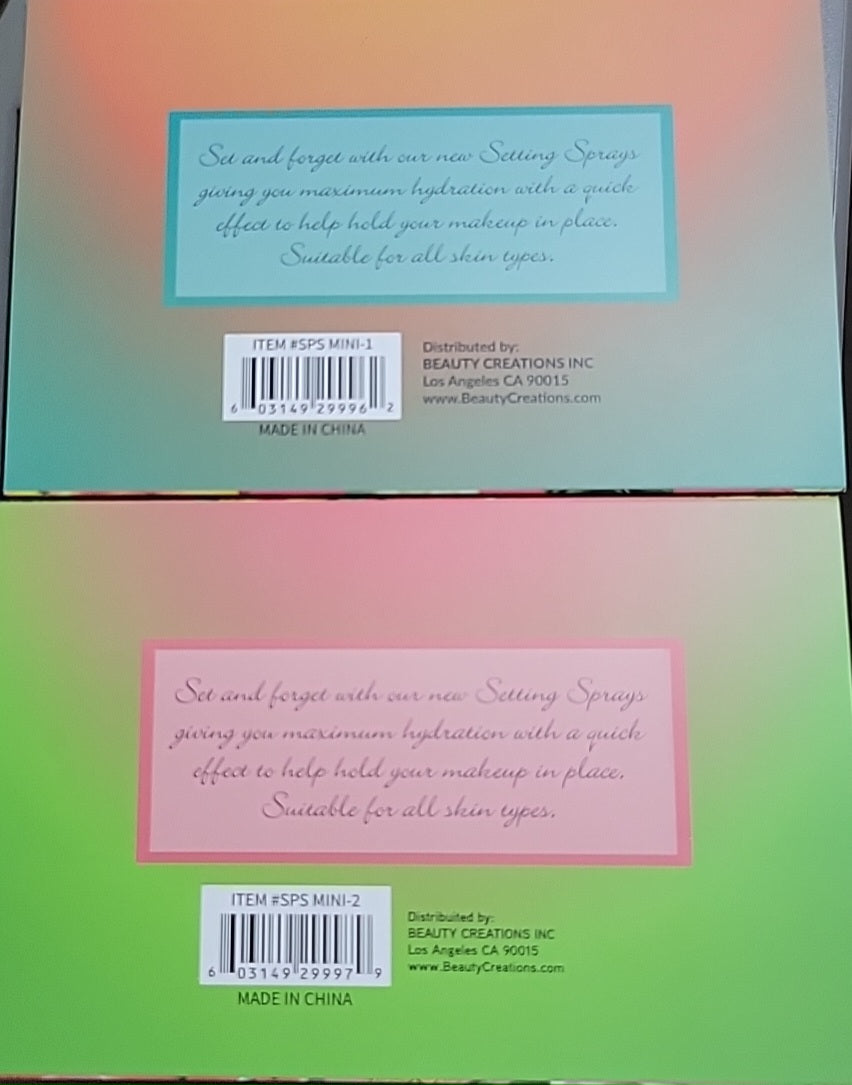 Set and forget with our new Setting Sprays
giving you maximum hydration with a quick
effect to help hold your makeup in place.
Suitable for all skin types.
ITEM #SPS MINI-1
6 03149 29996 2
MADE IN CHINA
Distributed by:
BEAUTY CREATIONS INC
Los Angeles CA 90015
www.BeautyCreations.com
Set and forget with our new Setting Sprays
giving you maximum hydration with a quick
effect to help hold your makeup in place.
Suitable for all skin types.
ITEM #SPS MINI-2
6 03149 29997 9
MADE IN CHINA
Distribuited by:
BEAUTY CREATIONS INC
Los Angeles CA 90015
www.BeautyCreations.com